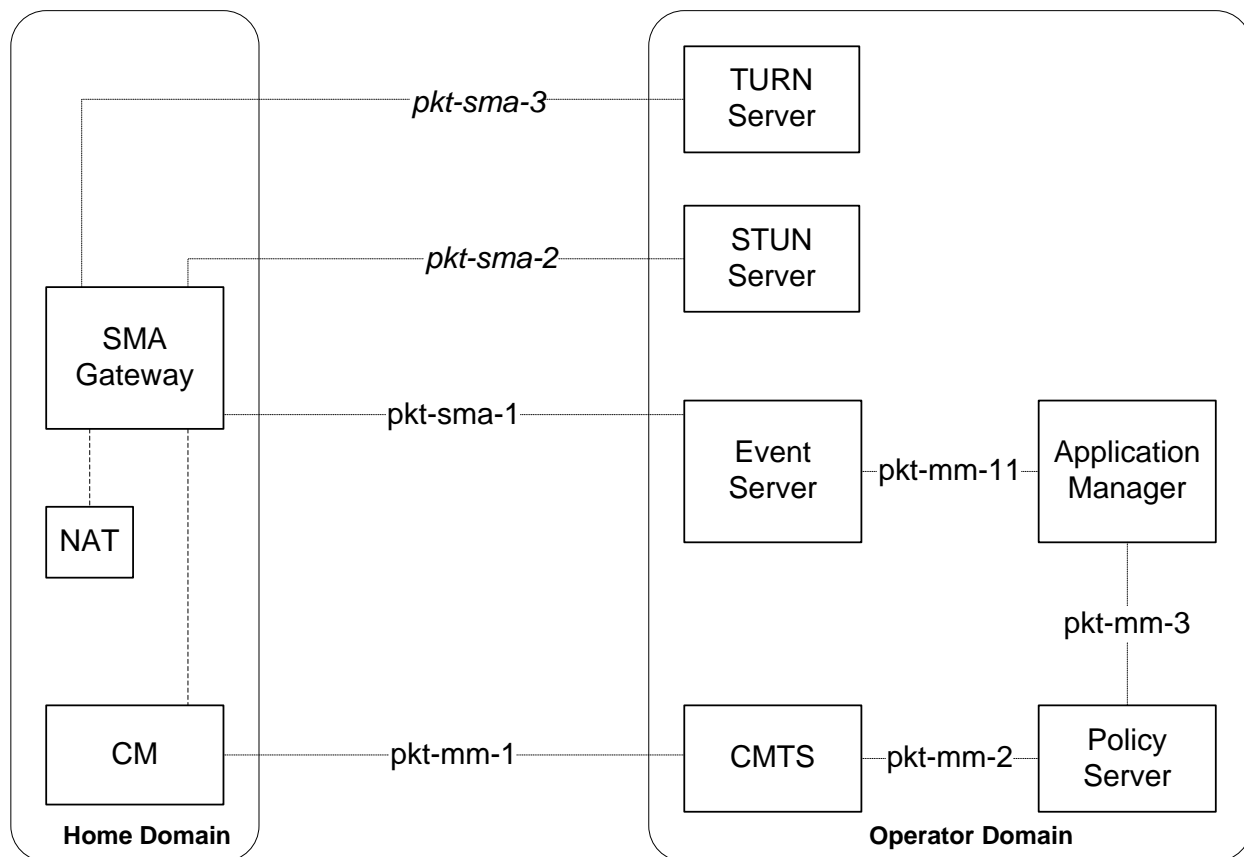 TURN
Server
pkt-sma-3
STUN
Server
pkt-sma-2
SMA
Gateway
pkt-sma-1
Event
Server
pkt-mm-11
Application
Manager
NAT
pkt-mm-3
CM
pkt-mm-1
CMTS
pkt-mm-2
Policy
Server
Home Domain
Operator Domain